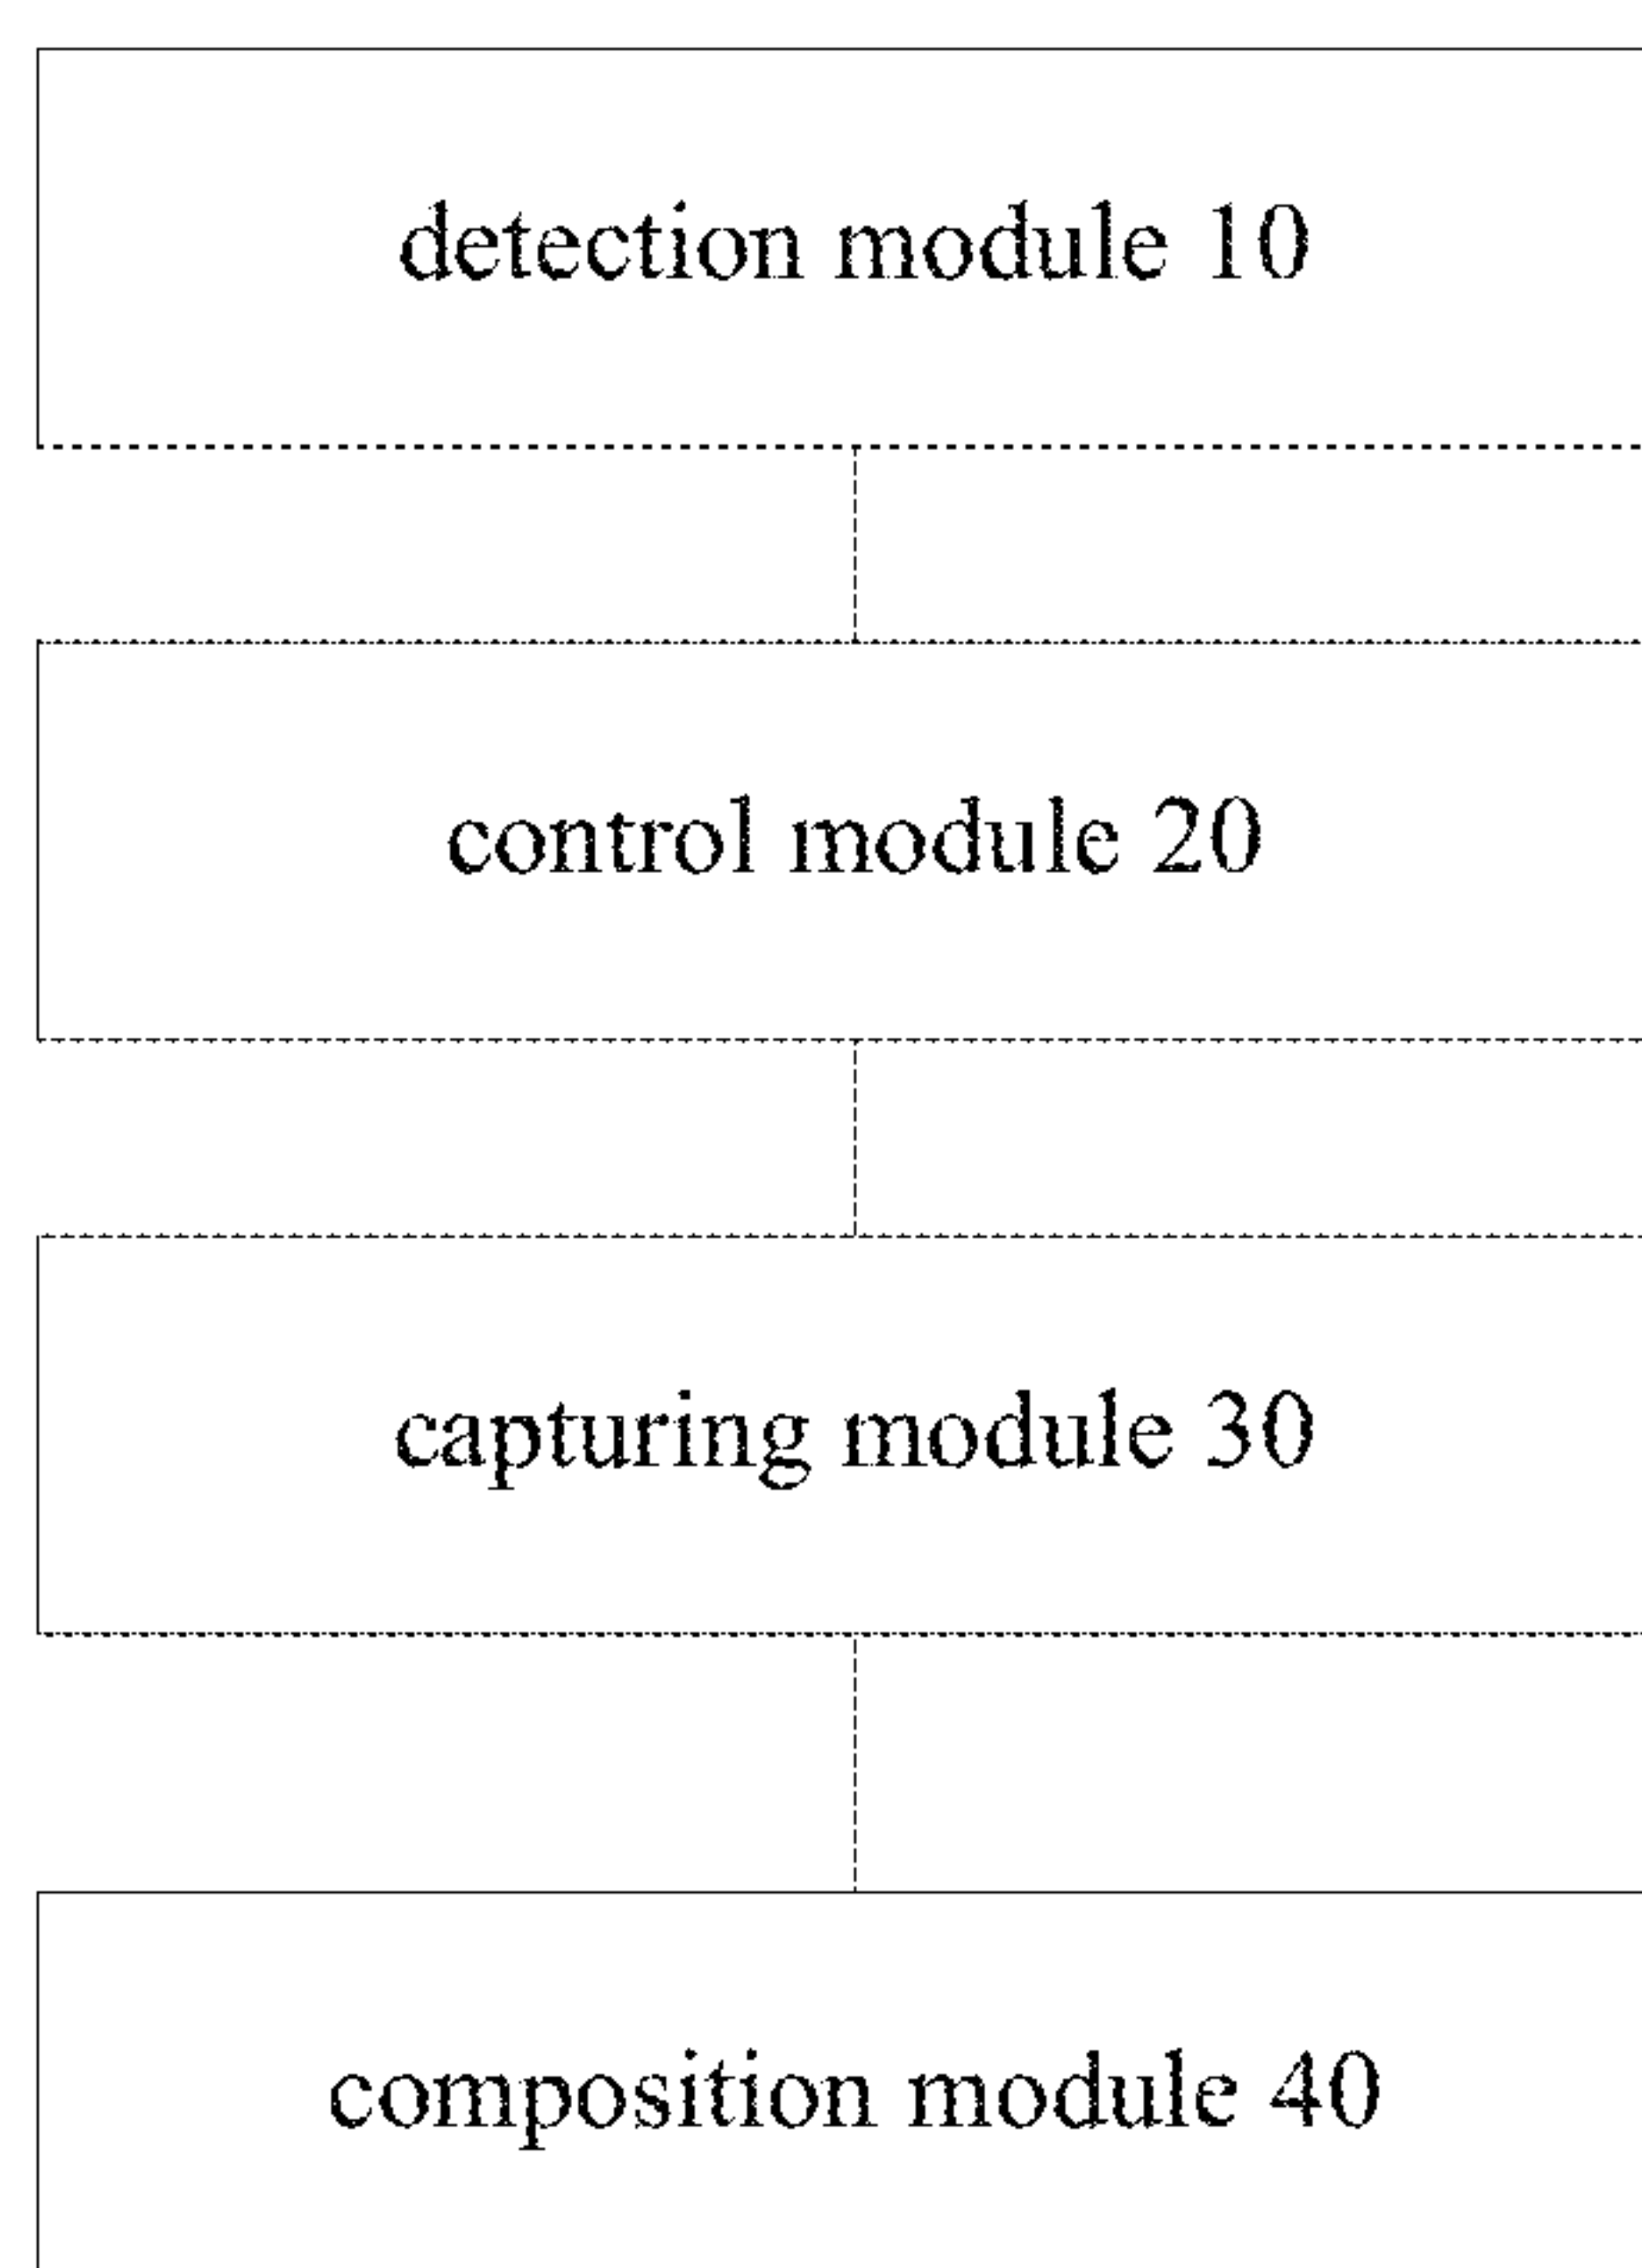 detection module 10
control module 20
capturing module 30
composition module 40